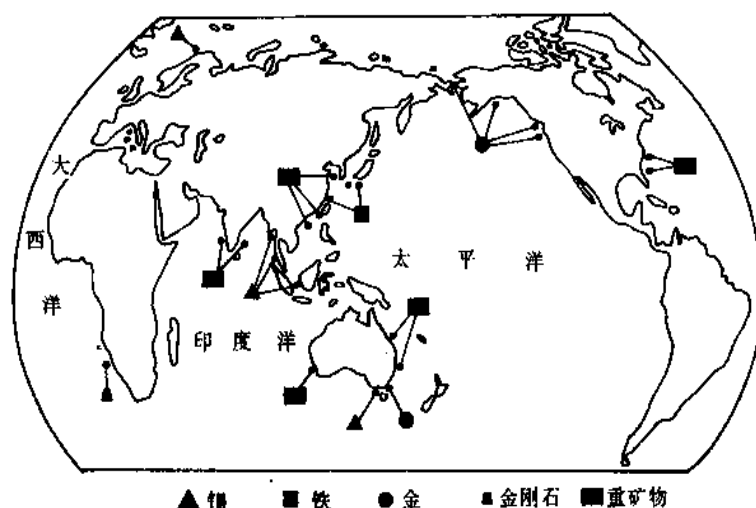 大
西
洋
太 平 洋
印 度 洋
铁 金 金刚石 重矿物